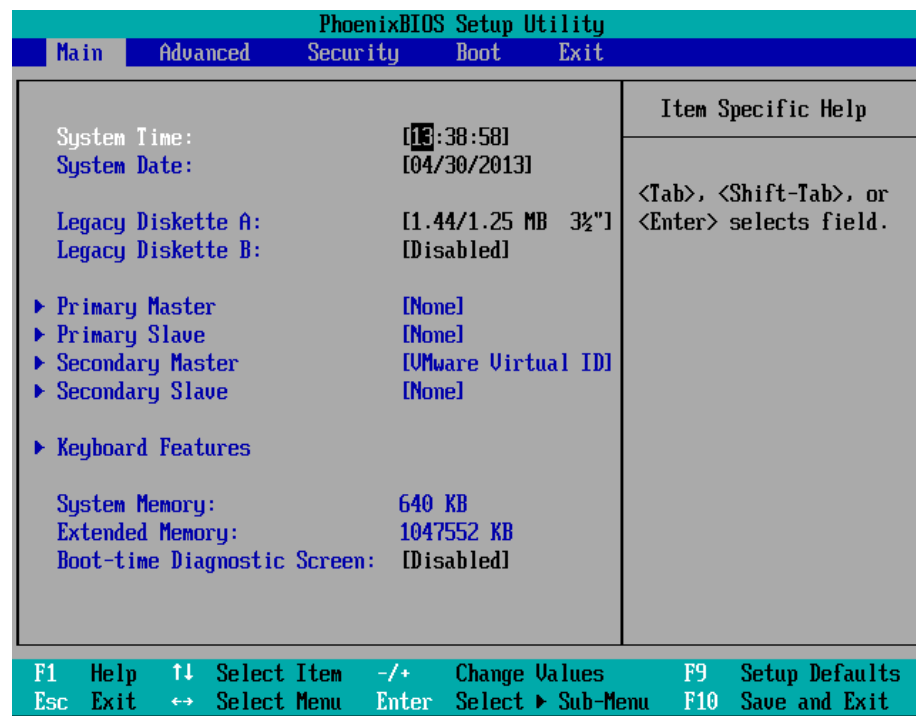 PhoenixBIOS Setup Utility
Main Advanced Security Boot Exit
System Time: [13:38:58]
System Date: [04/30/2013]
Legacy Diskette A: [1.44/1.25 MB 3½"]
Legacy Diskette B: [Disabled]
▶ Primary Master [None]
▶ Primary Slave [None]
▶ Secondary Master [VMware Virtual ID]
▶ Secondary Slave [None]
▶ Keyboard Features
System Memory: 640 KB
Extended Memory: 1047552 KB
Boot-time Diagnostic Screen: [Disabled]
Item Specific Help
<Tab>, <Shift-Tab>, or
<Enter> selects field.
F1 Help ↑↓ Select Item -/+ Change Values F9 Setup Defaults
Esc Exit ↔ Select Menu Enter Select ▶ Sub-Menu F10 Save and Exit